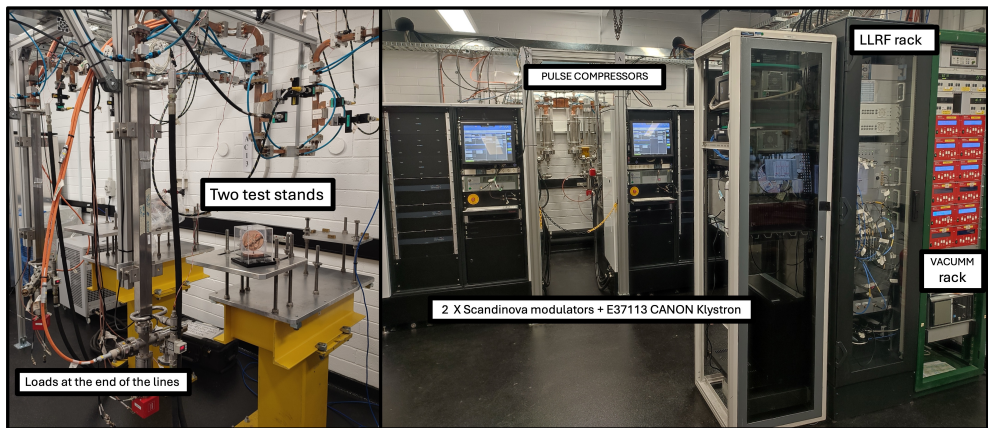 Two test stands
Loads at the end of the lines
PULSE COMPRESSORS
2 X Scandinova modulators + E37113 CANON Klystron
LLRF rack
VACUMM
rack